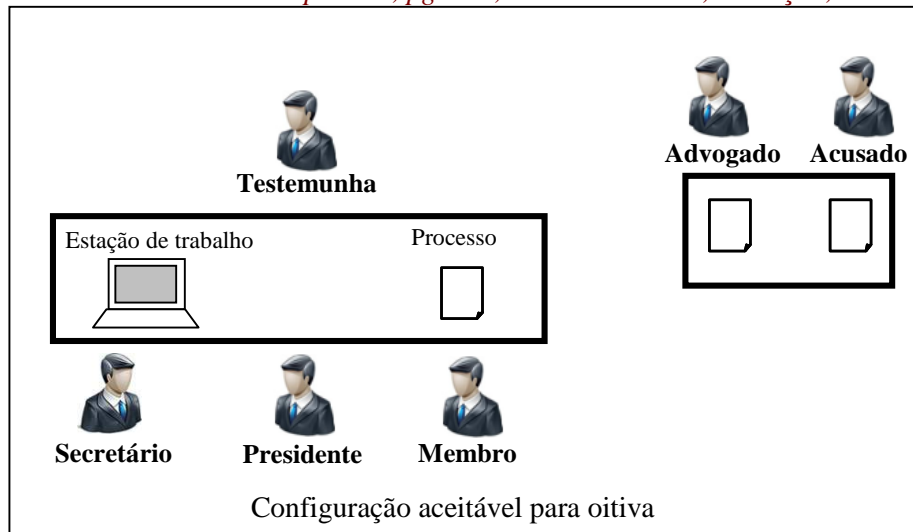 Advogado Acusado
Testemunha
Estação de trabalho Processo
Secretário Presidente Membro
Configuração aceitável para oitiva